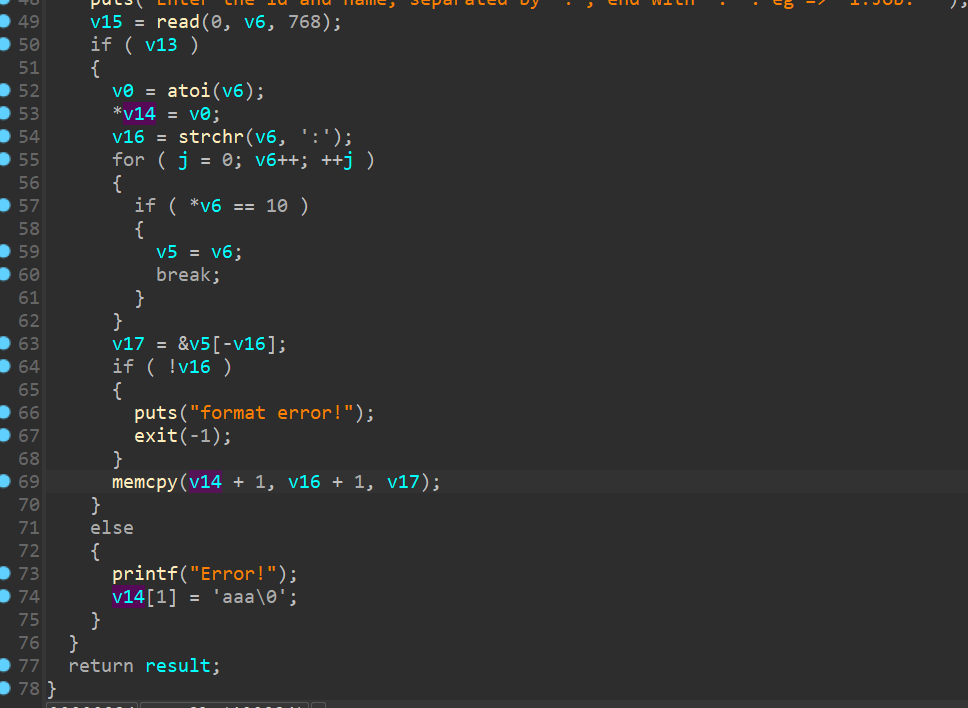 48 puts("Enter the id and name, separated by `:`, end with `.` . eg => '1:Job.' ");
49 v15 = read(0, v6, 768);
50 if ( v13 )
51 {
52 v0 = atoi(v6);
53 *v14 = v0;
54 v16 = strchr(v6, ':');
55 for ( j = 0; v6++; ++j )
56 {
57 if ( *v6 == 10 )
58 {
59 v5 = v6;
60 break;
61 }
62 }
63 v17 = &v5[-v16];
64 if ( !v16 )
65 {
66 puts("format error!");
67 exit(-1);
68 }
69 memcpy(v14 + 1, v16 + 1, v17);
70 }
71 else
72 {
73 printf("Error!");
74 v14[1] = 'aaa\0';
75 }
76 }
77 return result;
78 }